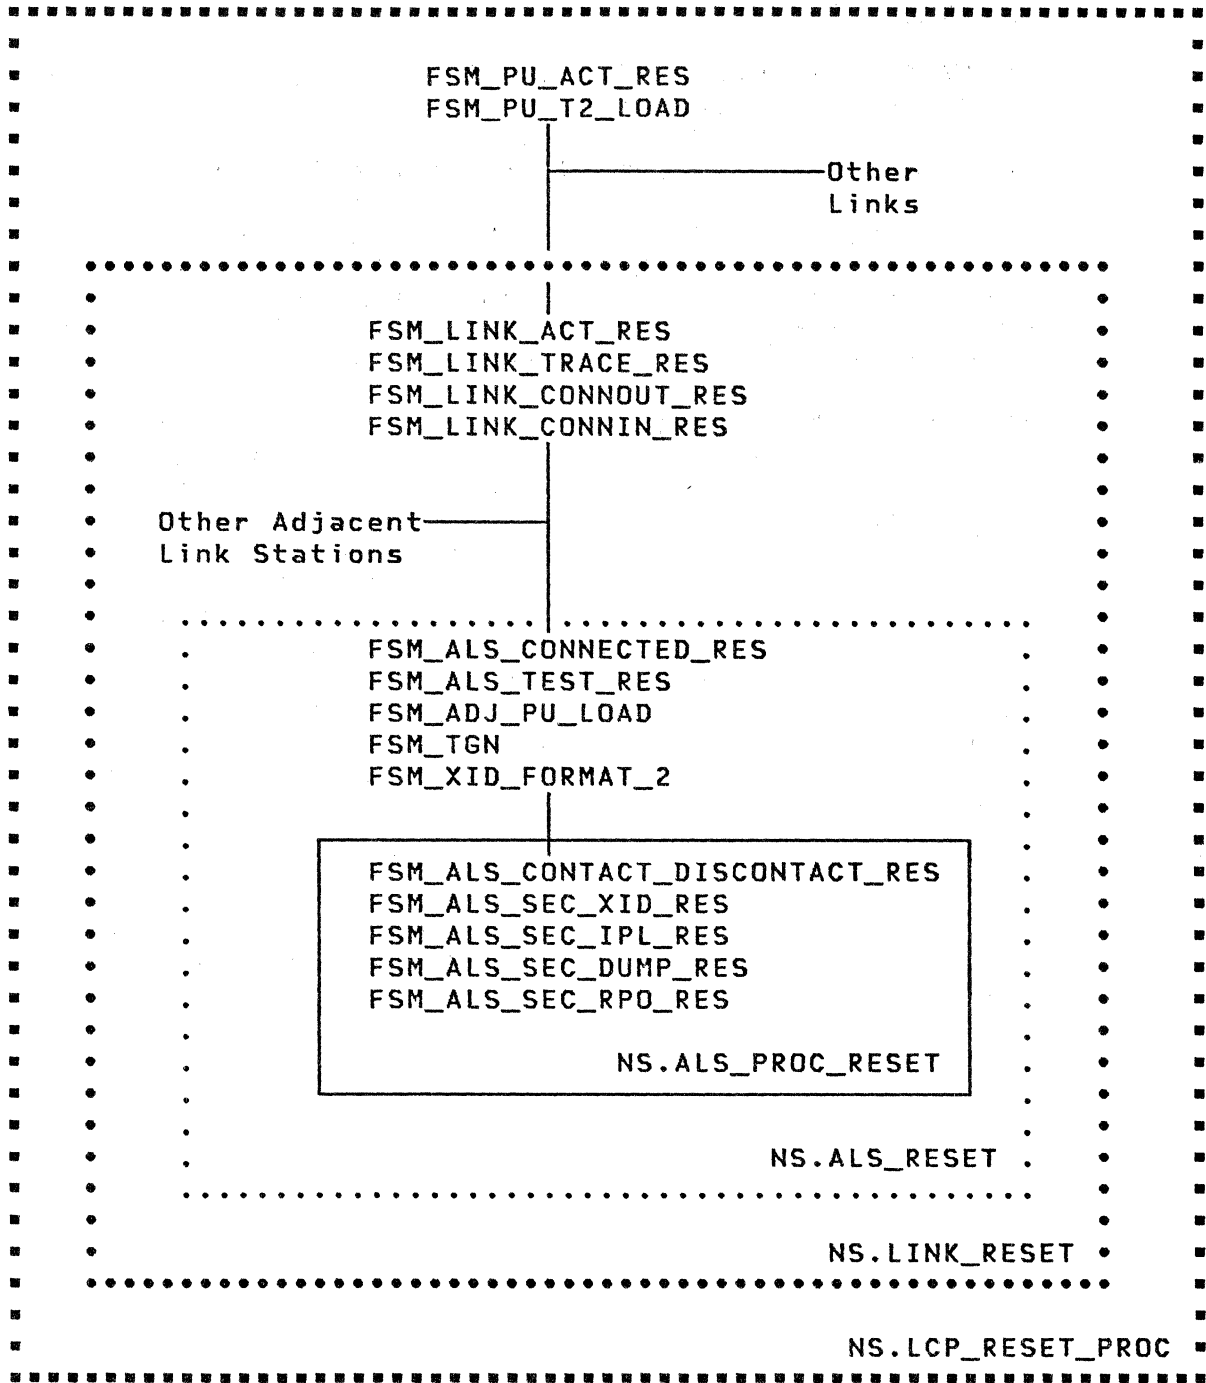 FSM_PU_ACT_RES
FSM_PU_T2_LOAD
Other
Links
FSM_LINK_ACT_RES
FSM_LINK_TRACE_RES
FSM_LINK_CONNOUT_RES
FSM_LINK_CONNIN_RES
Other Adjacent
Link Stations
FSM_ALS_CONNECTED_RES
FSM_ALS_TEST_RES
FSM_ADJ_PU_LOAD
FSM_TGN
FSM_XID_FORMAT_2
FSM_ALS_CONTACT_DISCONTACT_RES
FSM_ALS_SEC_XID_RES
FSM_ALS_SEC_IPL_RES
FSM_ALS_SEC_DUMP_RES
FSM_ALS_SEC_RPO_RES
NS.ALS_PROC_RESET
NS.ALS_RESET
NS.LINK_RESET
NS.LCP_RESET_PROC